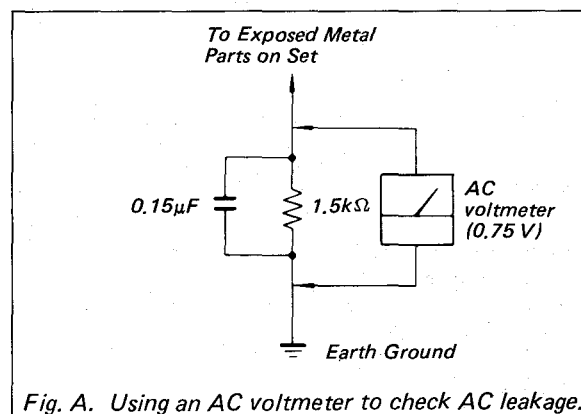 To Exposed Metal
Parts on Set
0.15µF
1.5kΩ
AC
voltmeter
(0.75 V)
Earth Ground
Fig. A. Using an AC voltmeter to check AC leakage.